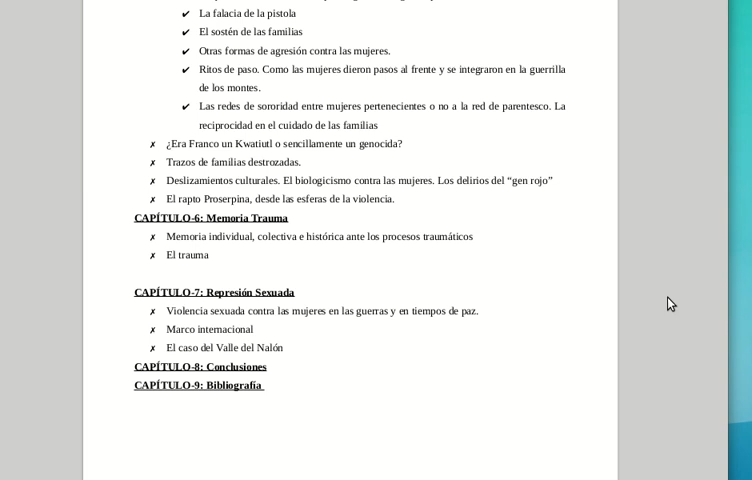 ✔ La falacia de la pistola
✔ El sostén de las familias
✔ Otras formas de agresión contra las mujeres.
✔ Ritos de paso. Como las mujeres dieron pasos al frente y se integraron en la guerrilla
de los montes.
✔ Las redes de sororidad entre mujeres pertenecientes o no a la red de parentesco. La
reciprocidad en el cuidado de las familias
✗ ¿Era Franco un Kwatiutl o sencillamente un genocida?
✗ Trazos de familias destrozadas.
✗ Deslizamientos culturales. El biologicismo contra las mujeres. Los delirios del “gen rojo”
✗ El rapto Proserpina, desde las esferas de la violencia.
CAPÍTULO-6: Memoria Trauma
✗ Memoria individual, colectiva e histórica ante los procesos traumáticos
✗ El trauma
CAPÍTULO-7: Represión Sexuada
✗ Violencia sexuada contra las mujeres en las guerras y en tiempos de paz.
✗ Marco internacional
✗ El caso del Valle del Nalón
CAPÍTULO-8: Conclusiones
CAPÍTULO-9: Bibliografía